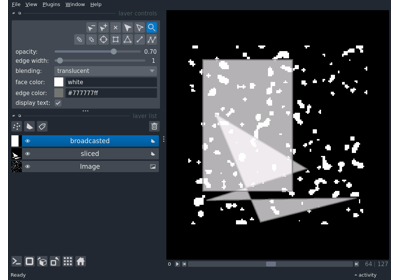 File View Plugins Window Help
layer controls
opacity: 0.70
edge width: 1
blending: translucent
face color: white
edge color: #777777ff
display text:
layer list
broadcasted
sliced
Image
64 127
Ready activity